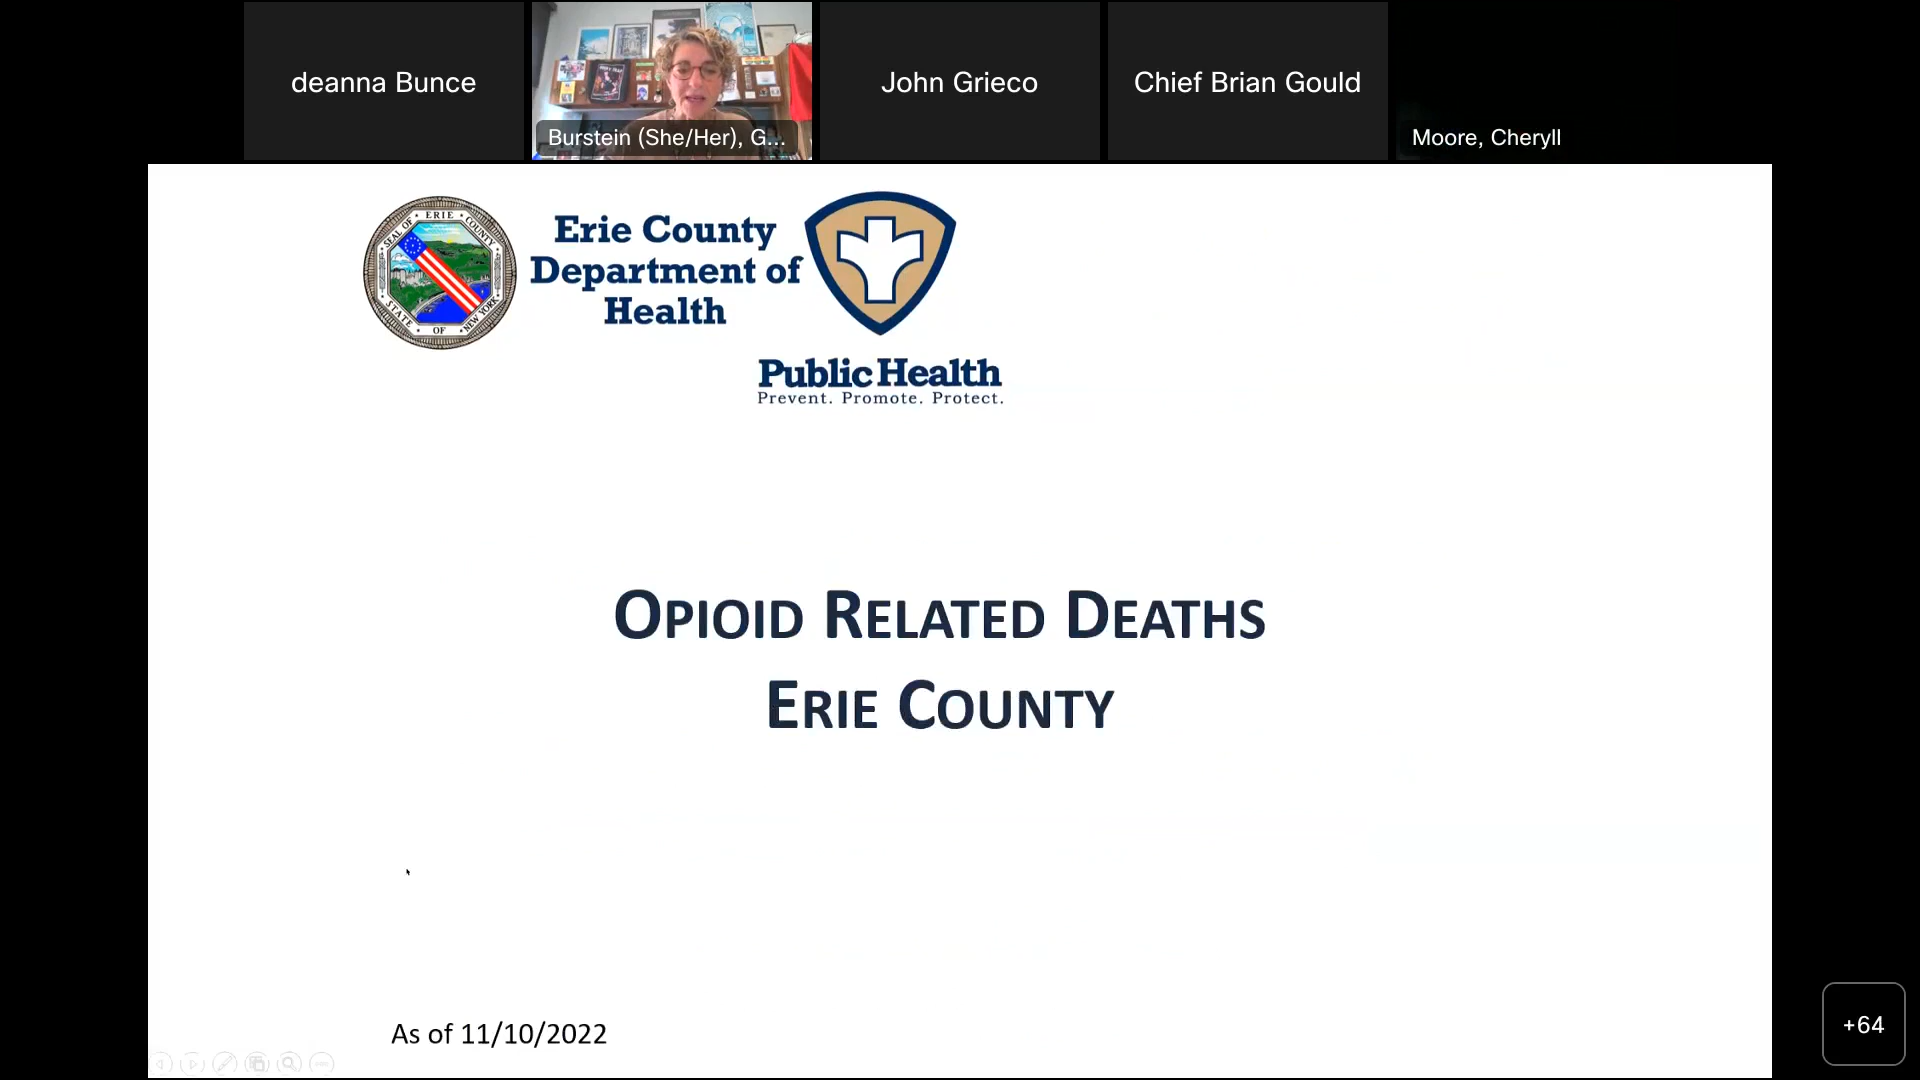 deanna Bunce
Burstein (She/Her), G...
John Grieco
Chief Brian Gould
Moore, Cheryll
SEAL OF ERIE COUNTY
STATE OF NEW YORK
Erie County
Department of
Health
Public Health
Prevent. Promote. Protect.
OPIOID RELATED DEATHS
ERIE COUNTY
As of 11/10/2022
+64